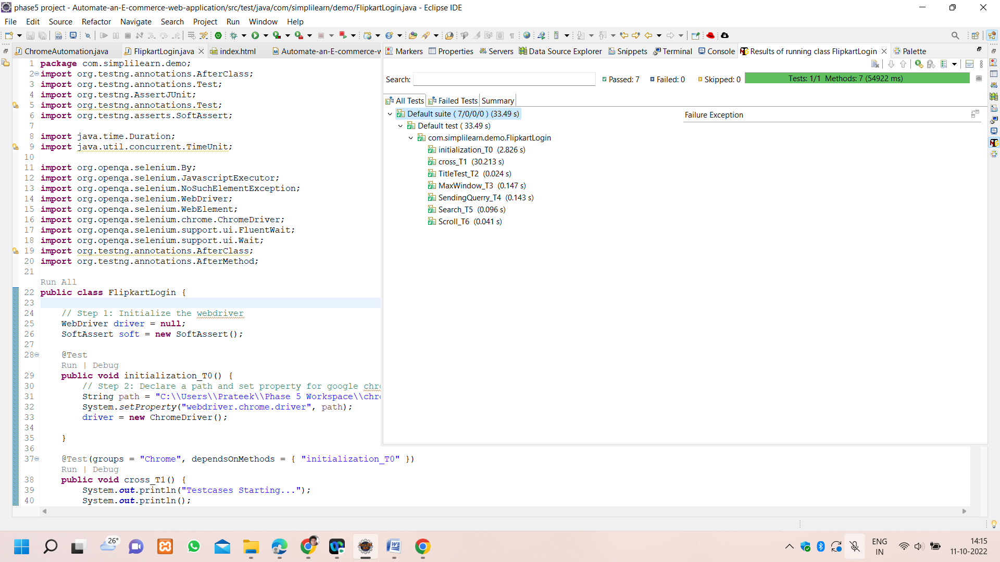 phase5 project - Automate-an-E-commerce-web-application/src/test/java/com/simplilearn/demo/FlipkartLogin.java - Eclipse IDE
File Edit Source Refactor Navigate Search Project Run Window Help
ChromeAutomation.java FlipkartLogin.java index.html Automate-an-E-commerce-w
Markers Properties Servers Data Source Explorer Snippets Terminal Console Results of running class FlipkartLogin Palette
1 package com.simplilearn.demo;
2 import org.testng.annotations.AfterClass;
3 import org.testng.annotations.Test;
4 import org.testng.AssertJUnit;
5 import org.testng.annotations.Test;
6 import org.testng.asserts.SoftAssert;
7
8 import java.time.Duration;
9 import java.util.concurrent.TimeUnit;
10
11 import org.openqa.selenium.By;
12 import org.openqa.selenium.JavascriptExecutor;
13 import org.openqa.selenium.NoSuchElementException;
14 import org.openqa.selenium.WebDriver;
15 import org.openqa.selenium.WebElement;
16 import org.openqa.selenium.chrome.ChromeDriver;
17 import org.openqa.selenium.support.ui.FluentWait;
18 import org.openqa.selenium.support.ui.Wait;
19 import org.testng.annotations.AfterClass;
20 import org.testng.annotations.AfterMethod;
21
Run All
22 public class FlipkartLogin {
23
24 // Step 1: Initialize the webdriver
25 WebDriver driver = null;
26 SoftAssert soft = new SoftAssert();
27
28 @Test
Run | Debug
29 public void initialization_T0() {
30 // Step 2: Declare a path and set property for google chro
31 String path = "C:\\Users\\Prateek\\Phase 5 Workspace\\chro
32 System.setProperty("webdriver.chrome.driver", path);
33 driver = new ChromeDriver();
34
35 }
36
37 @Test(groups = "Chrome", dependsOnMethods = { "initialization_T0" })
Run | Debug
38 public void cross_T1() {
39 System.out.println("Testcases Starting...");
40 System.out.println();
Search: Passed: 7 Failed: 0 Skipped: 0 Tests: 1/1 Methods: 7 (54922 ms)
All Tests Failed Tests Summary
Default suite ( 7/0/0/0 ) (33.49 s)
Default test ( 33.49 s)
com.simplilearn.demo.FlipkartLogin
initialization_T0 (2.826 s)
cross_T1 (30.213 s)
TitleTest_T2 (0.024 s)
MaxWindow_T3 (0.147 s)
SendingQuerry_T4 (0.143 s)
Search_T5 (0.096 s)
Scroll_T6 (0.041 s)
Failure Exception
26°
ENG
IN
14:15
11-10-2022